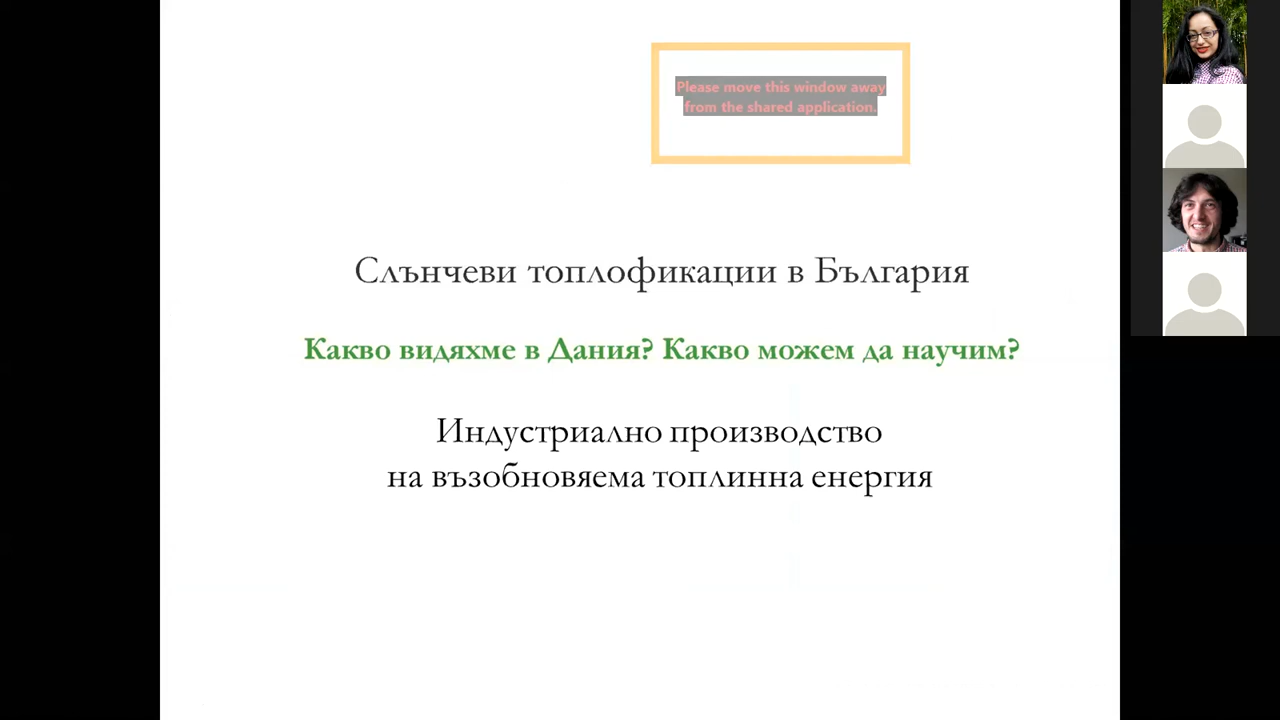 Please move this window away
from the shared application.
Слънчеви топлофикации в България
Какво видяхме в Дания? Какво можем да научим?
Индустриално производство
на възобновяема топлинна енергия